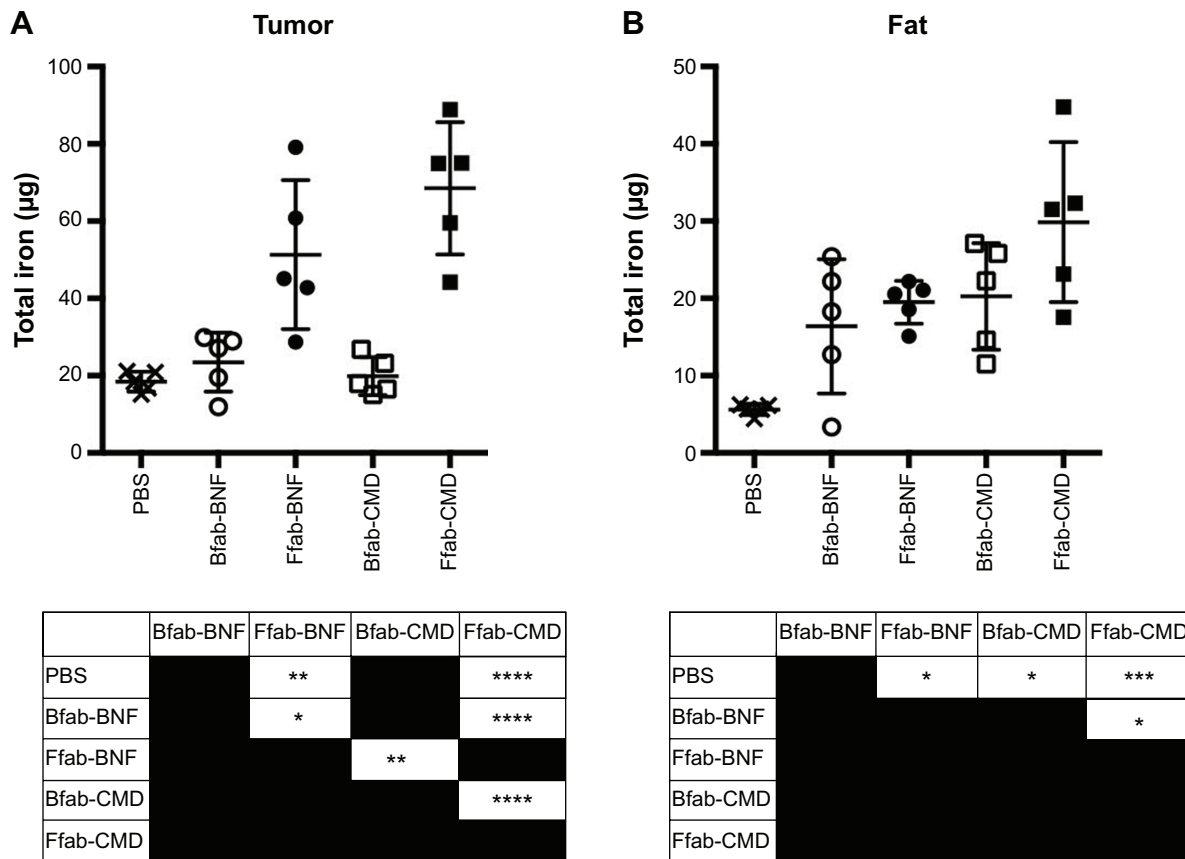 A
Tumor
Total iron (µg)
100
80
60
40
20
0
PBS
Bfab-BNF
Ffab-BNF
Bfab-CMD
Ffab-CMD
Bfab-BNF Ffab-BNF Bfab-CMD Ffab-CMD
PBS ** ****
Bfab-BNF * ****
Ffab-BNF **
Bfab-CMD ****
Ffab-CMD
B
Fat
Total iron (µg)
50
40
30
20
10
0
PBS
Bfab-BNF
Ffab-BNF
Bfab-CMD
Ffab-CMD
Bfab-BNF Ffab-BNF Bfab-CMD Ffab-CMD
PBS * * ***
Bfab-BNF *
Ffab-BNF
Bfab-CMD
Ffab-CMD